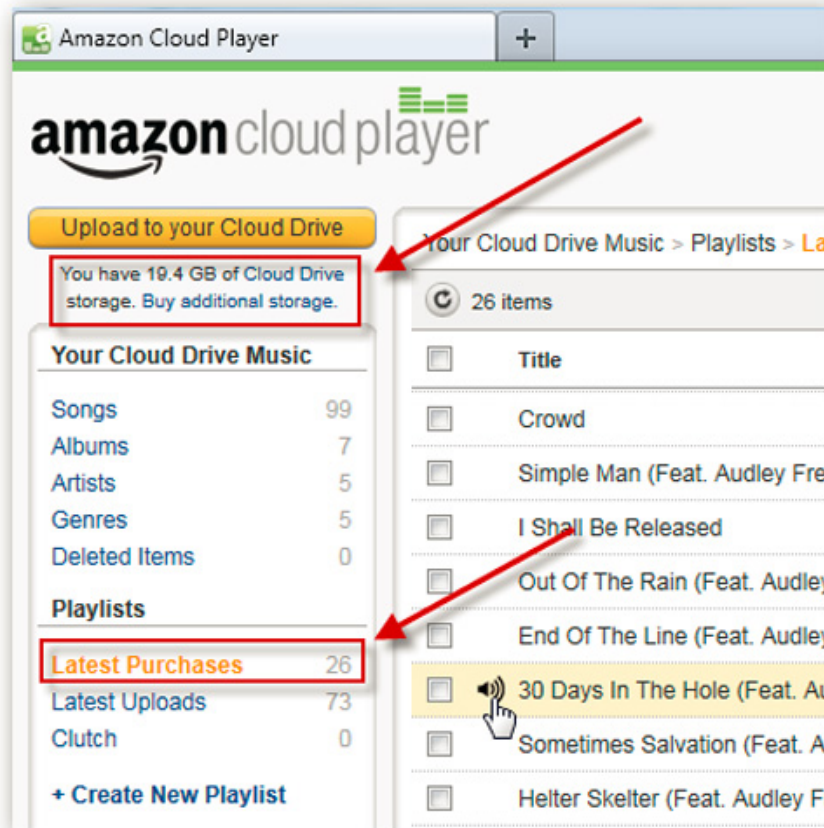 Amazon Cloud Player
+
amazon cloud player
Upload to your Cloud Drive
You have 19.4 GB of Cloud Drive
storage. Buy additional storage.
Your Cloud Drive Music
Songs 99
Albums 7
Artists 5
Genres 5
Deleted Items 0
Playlists
Latest Purchases 26
Latest Uploads 73
Clutch 0
+ Create New Playlist
Your Cloud Drive Music > Playlists > La
26 items
Title
Crowd
Simple Man (Feat. Audley Fre
I Shall Be Released
Out Of The Rain (Feat. Audley
End Of The Line (Feat. Audley
30 Days In The Hole (Feat. Au
Sometimes Salvation (Feat. A
Helter Skelter (Feat. Audley F